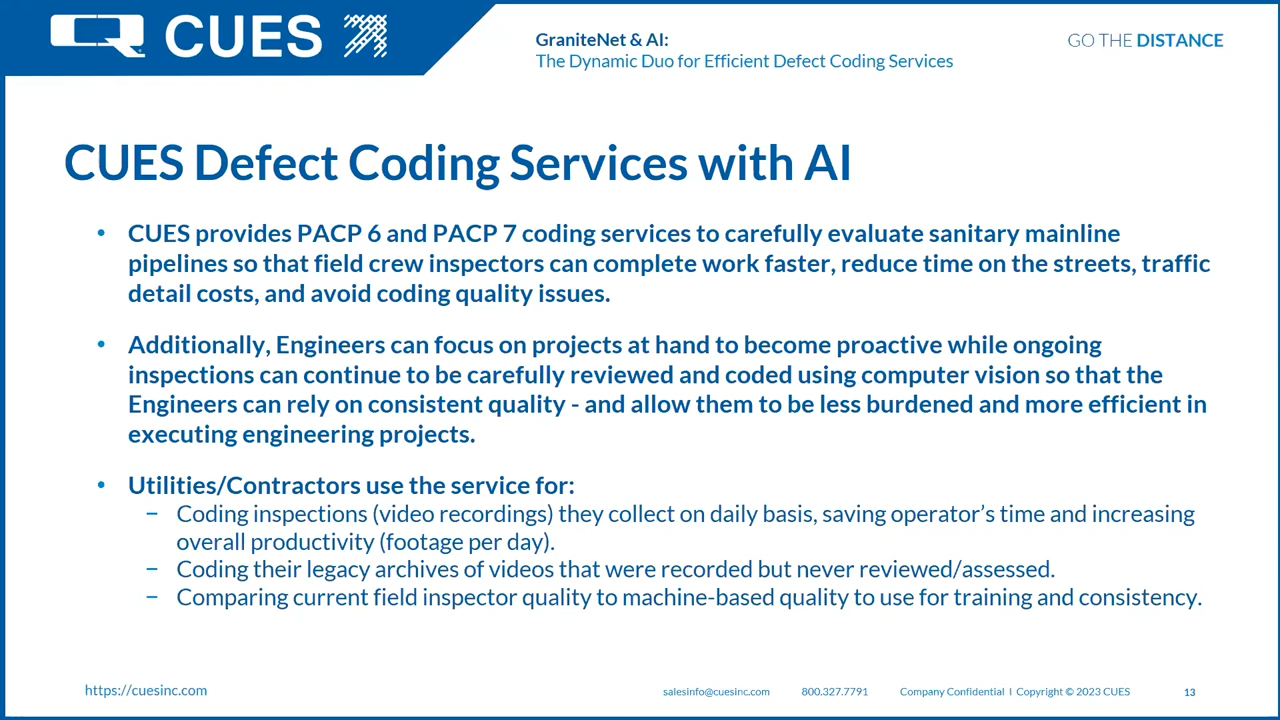 CUES
GraniteNet & AI:
The Dynamic Duo for Efficient Defect Coding Services
GO THE DISTANCE
CUES Defect Coding Services with AI
• CUES provides PACP 6 and PACP 7 coding services to carefully evaluate sanitary mainline
pipelines so that field crew inspectors can complete work faster, reduce time on the streets, traffic
detail costs, and avoid coding quality issues.
• Additionally, Engineers can focus on projects at hand to become proactive while ongoing
inspections can continue to be carefully reviewed and coded using computer vision so that the
Engineers can rely on consistent quality - and allow them to be less burdened and more efficient in
executing engineering projects.
• Utilities/Contractors use the service for:
− Coding inspections (video recordings) they collect on daily basis, saving operator’s time and increasing
overall productivity (footage per day).
− Coding their legacy archives of videos that were recorded but never reviewed/assessed.
− Comparing current field inspector quality to machine-based quality to use for training and consistency.
https://cuesinc.com
salesinfo@cuesinc.com 800.327.7791 Company Confidential I Copyright © 2023 CUES 13